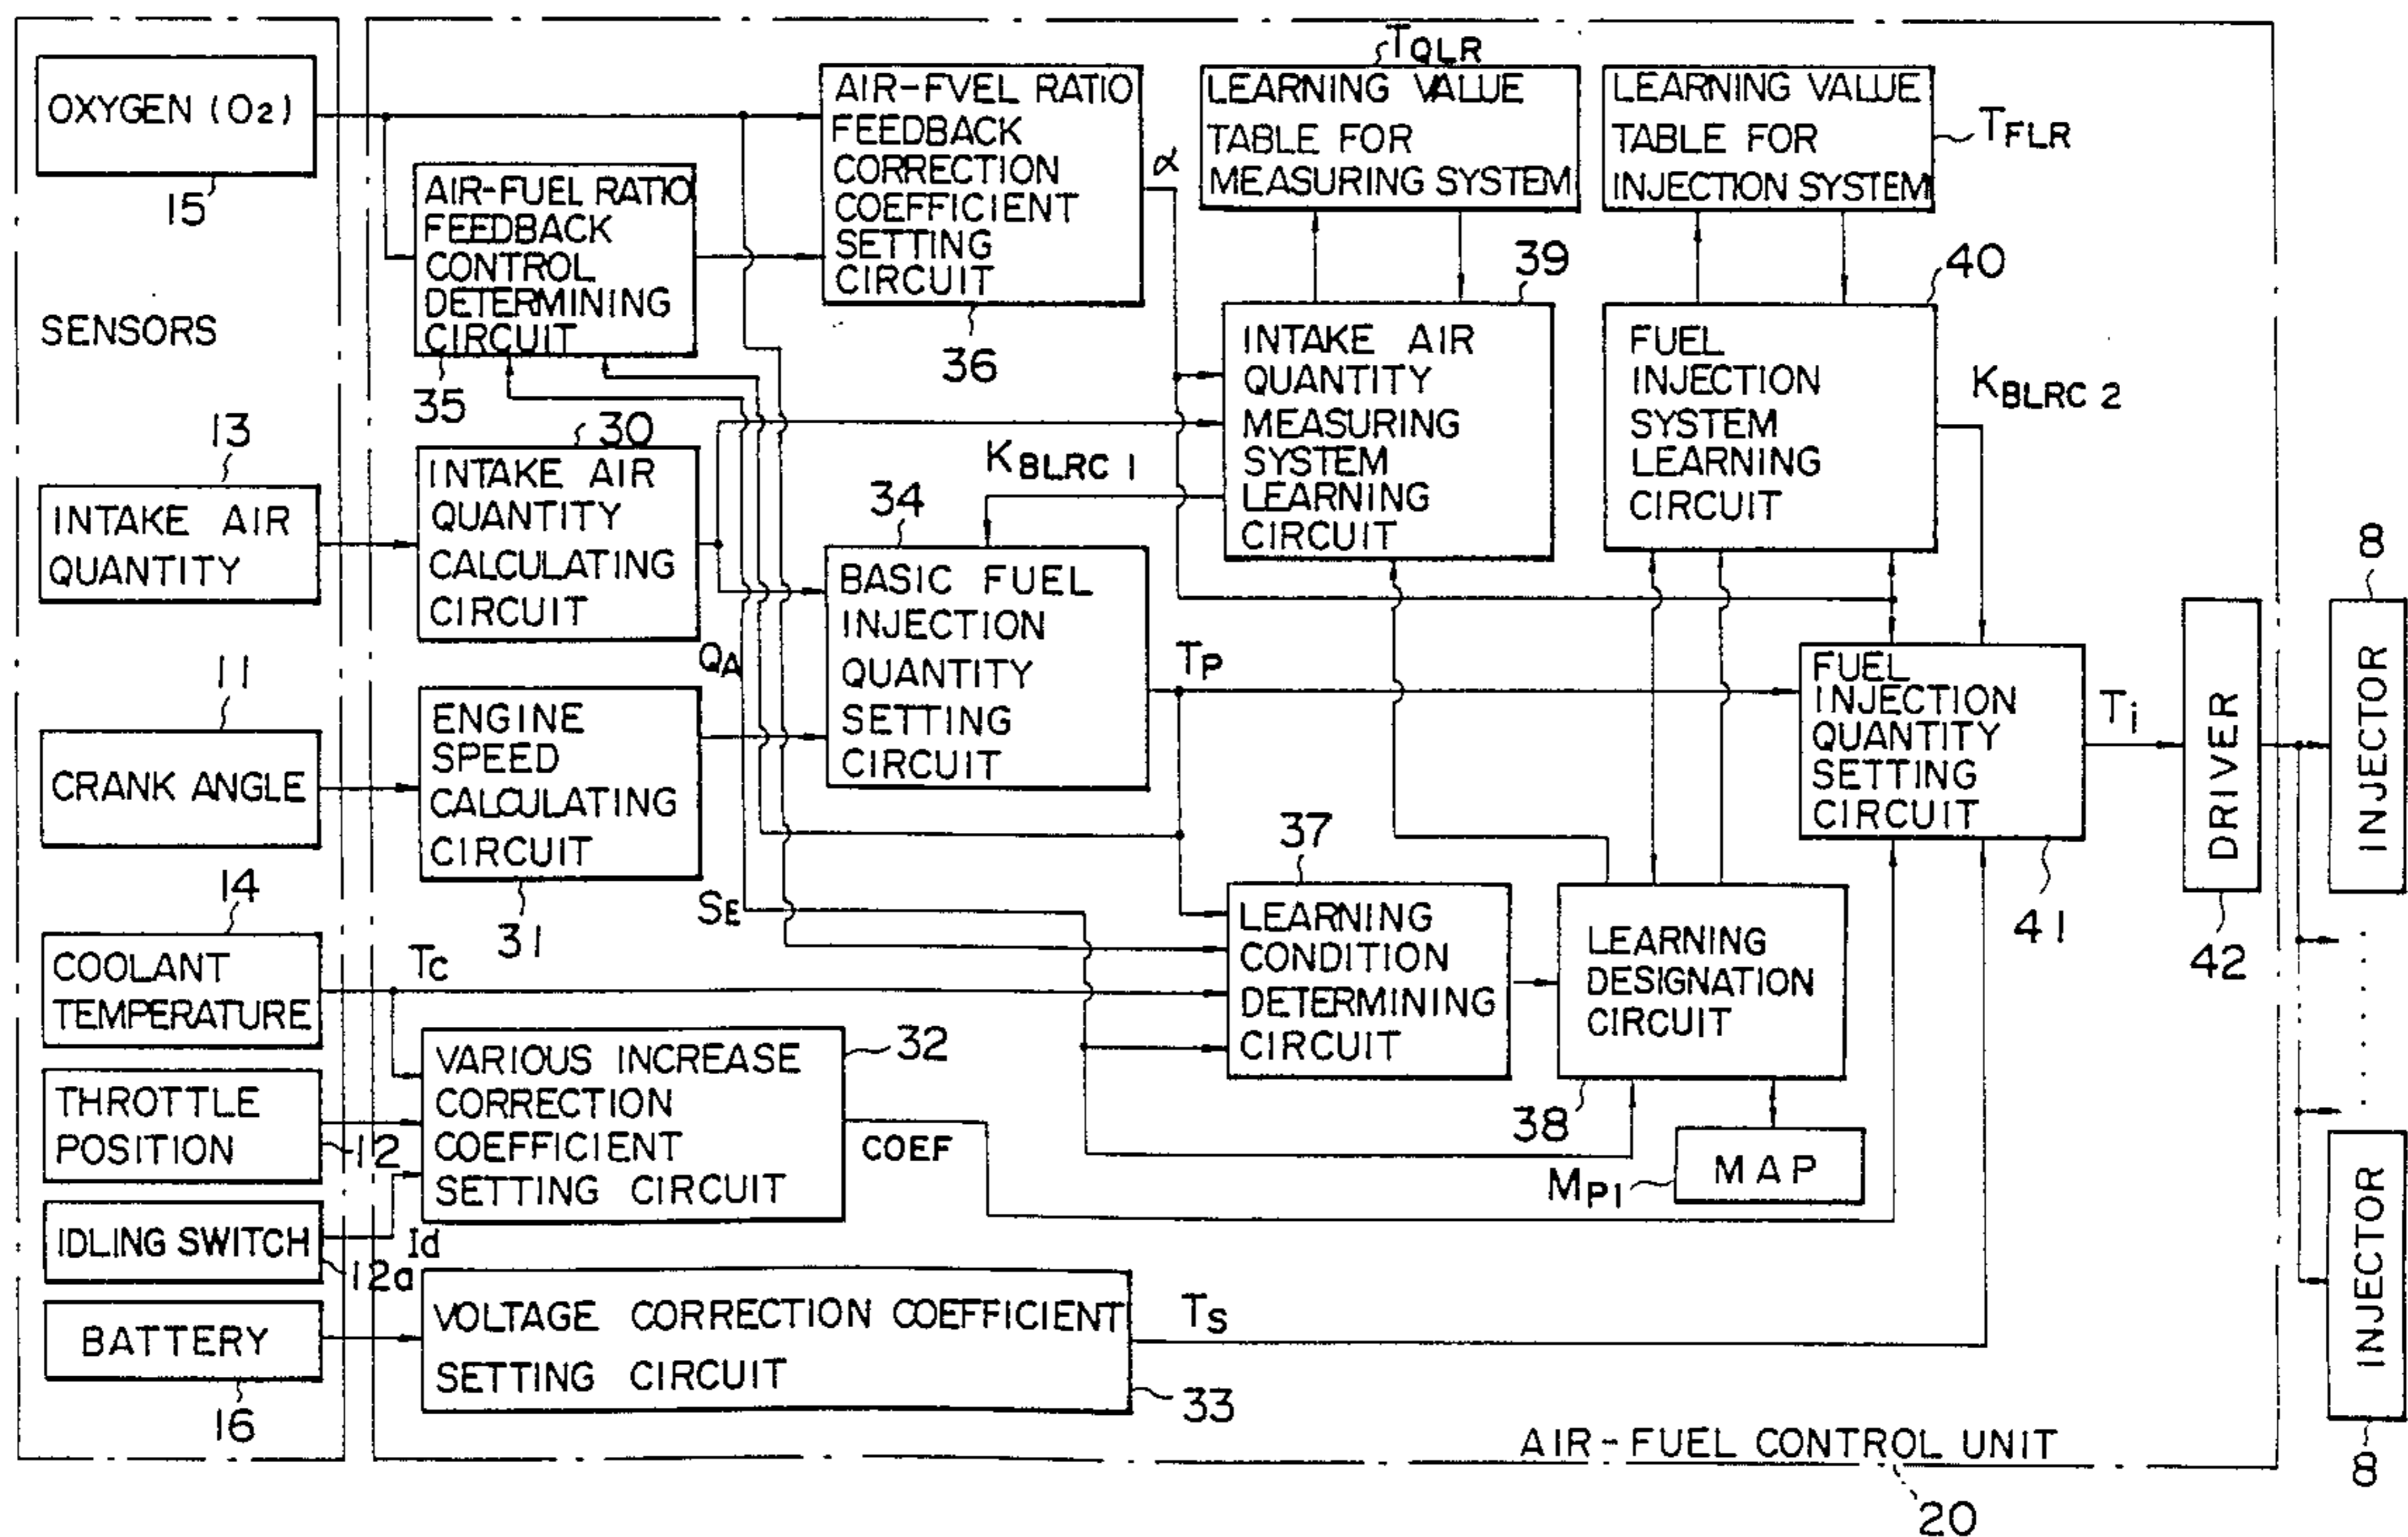 OXYGEN (O2)
15
SENSORS
13
INTAKE AIR
QUANTITY
11
CRANK ANGLE
14
COOLANT
TEMPERATURE
THROTTLE
POSITION
12
IDLING SWITCH
12a
BATTERY
16
AIR-FUEL RATIO
FEEDBACK
CONTROL
DETERMINING
CIRCUIT
35
30
INTAKE AIR
QUANTITY
CALCULATING
CIRCUIT
QA
ENGINE
SPEED
CALCULATING
CIRCUIT
31
SE
Tc
VARIOUS INCREASE
CORRECTION
COEFFICIENT
SETTING CIRCUIT
32
COEF
Id
VOLTAGE CORRECTION COEFFICIENT
SETTING CIRCUIT
33
Ts
AIR-FVEL RATIO
FEEDBACK
CORRECTION
COEFFICIENT
SETTING
CIRCUIT
36
α
34
BASIC FUEL
INJECTION
QUANTITY
SETTING
CIRCUIT
KBLRC 1
TP
TQLR
LEARNING VALUE
TABLE FOR
MEASURING SYSTEM
39
INTAKE AIR
QUANTITY
MEASURING
SYSTEM
LEARNING
CIRCUIT
LEARNING VALUE
TABLE FOR
INJECTION SYSTEM
TFLR
40
FUEL
INJECTION
SYSTEM
LEARNING
CIRCUIT
KBLRC 2
37
LEARNING
CONDITION
DETERMINING
CIRCUIT
LEARNING
DESIGNATION
CIRCUIT
38
MAP
MP1
FUEL
INJECTION
QUANTITY
SETTING
CIRCUIT
41
Ti
DRIVER
42
8
INJECTOR
INJECTOR
8
AIR-FUEL CONTROL UNIT
20